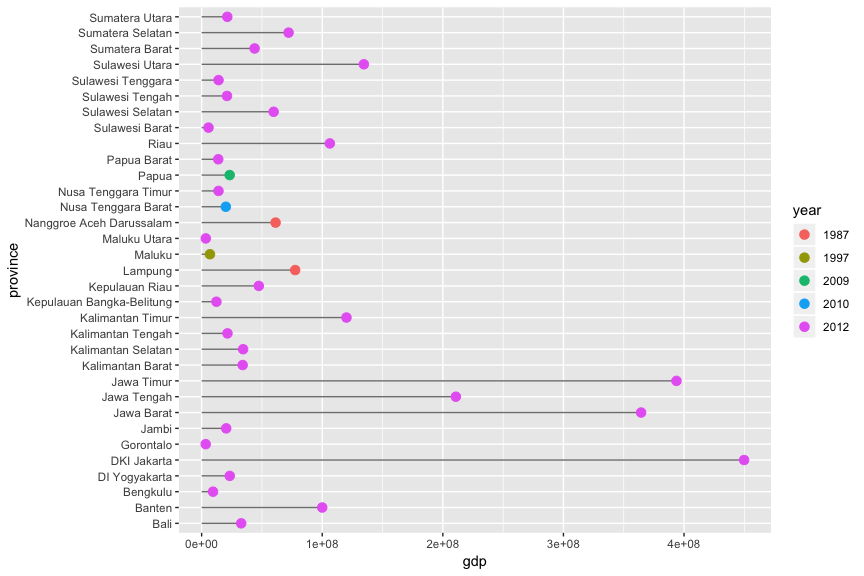 Sumatera Utara
Sumatera Selatan
Sumatera Barat
Sulawesi Utara
Sulawesi Tenggara
Sulawesi Tengah
Sulawesi Selatan
Sulawesi Barat
Riau
Papua Barat
Papua
Nusa Tenggara Timur
Nusa Tenggara Barat
Nanggroe Aceh Darussalam
Maluku Utara
Maluku
Lampung
Kepulauan Riau
Kepulauan Bangka-Belitung
Kalimantan Timur
Kalimantan Tengah
Kalimantan Selatan
Kalimantan Barat
Jawa Timur
Jawa Tengah
Jawa Barat
Jambi
Gorontalo
DKI Jakarta
DI Yogyakarta
Bengkulu
Banten
Bali
province
0e+00 1e+08 2e+08 3e+08 4e+08
gdp
year
1987
1997
2009
2010
2012